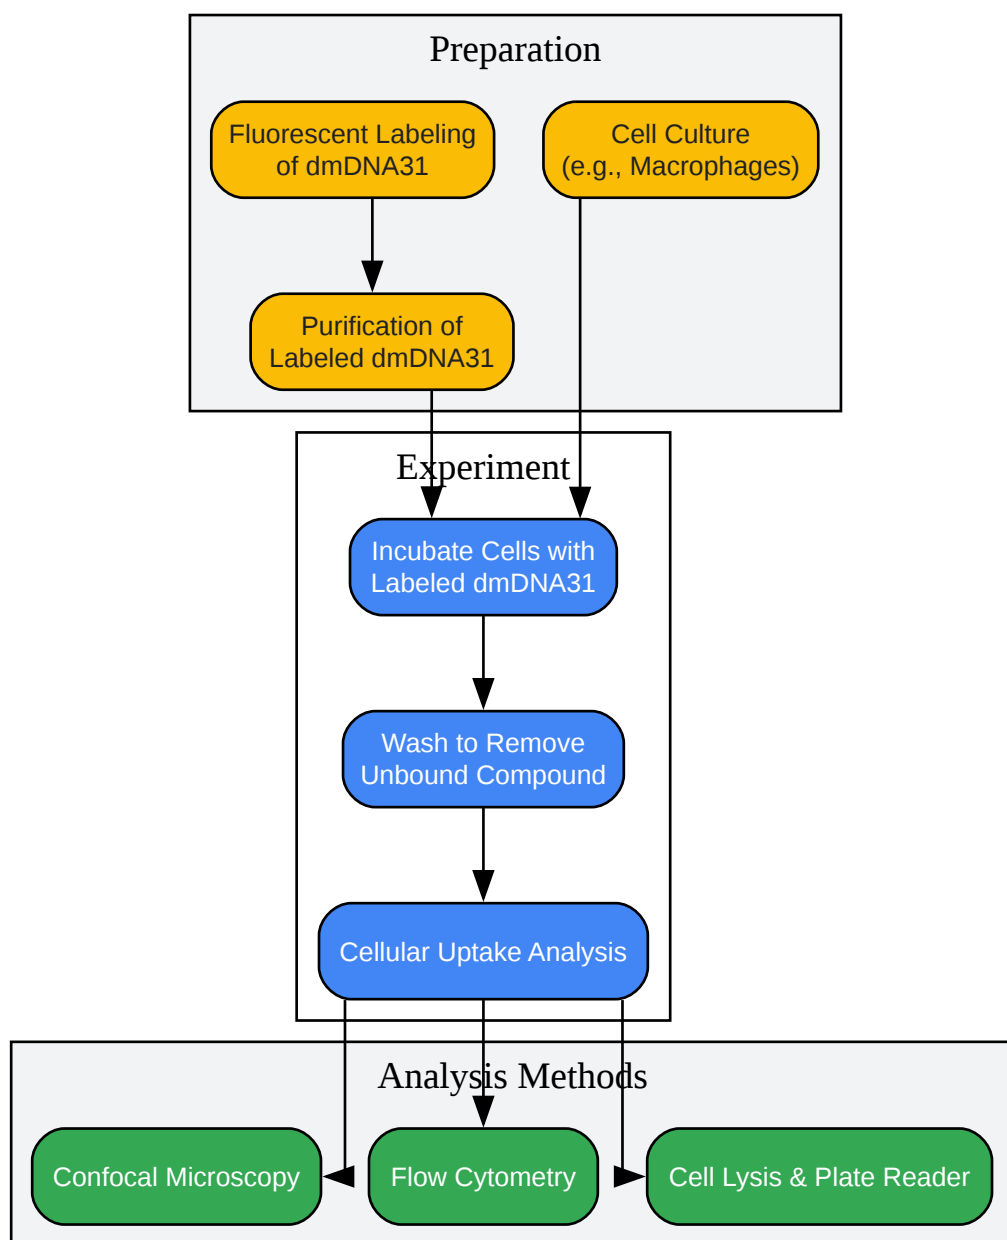 Preparation
Fluorescent Labeling
of dmDNA31
Cell Culture
(e.g., Macrophages)
Purification of
Labeled dmDNA31
Experiment
Incubate Cells with
Labeled dmDNA31
Wash to Remove
Unbound Compound
Cellular Uptake Analysis
Analysis Methods
Confocal Microscopy
Flow Cytometry
Cell Lysis & Plate Reader